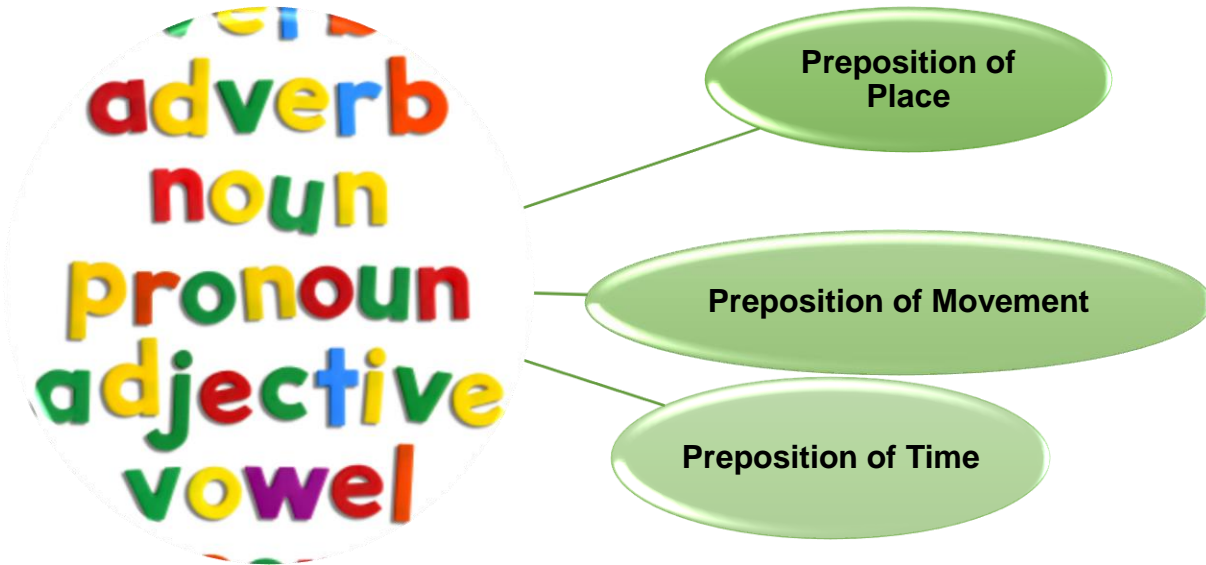 adverb
noun
pronoun
adjective
vowel
Preposition of
Place
Preposition of Movement
Preposition of Time